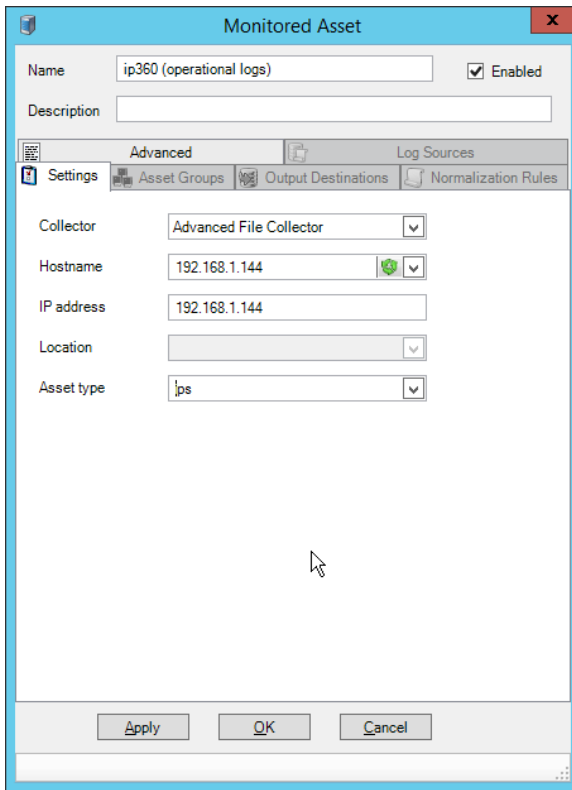 Monitored Asset
x
Name ip360 (operational logs) Enabled
Description
Advanced Log Sources
Settings Asset Groups Output Destinations Normalization Rules
Collector Advanced File Collector
Hostname 192.168.1.144
IP address 192.168.1.144
Location
Asset type ips
Apply OK Cancel